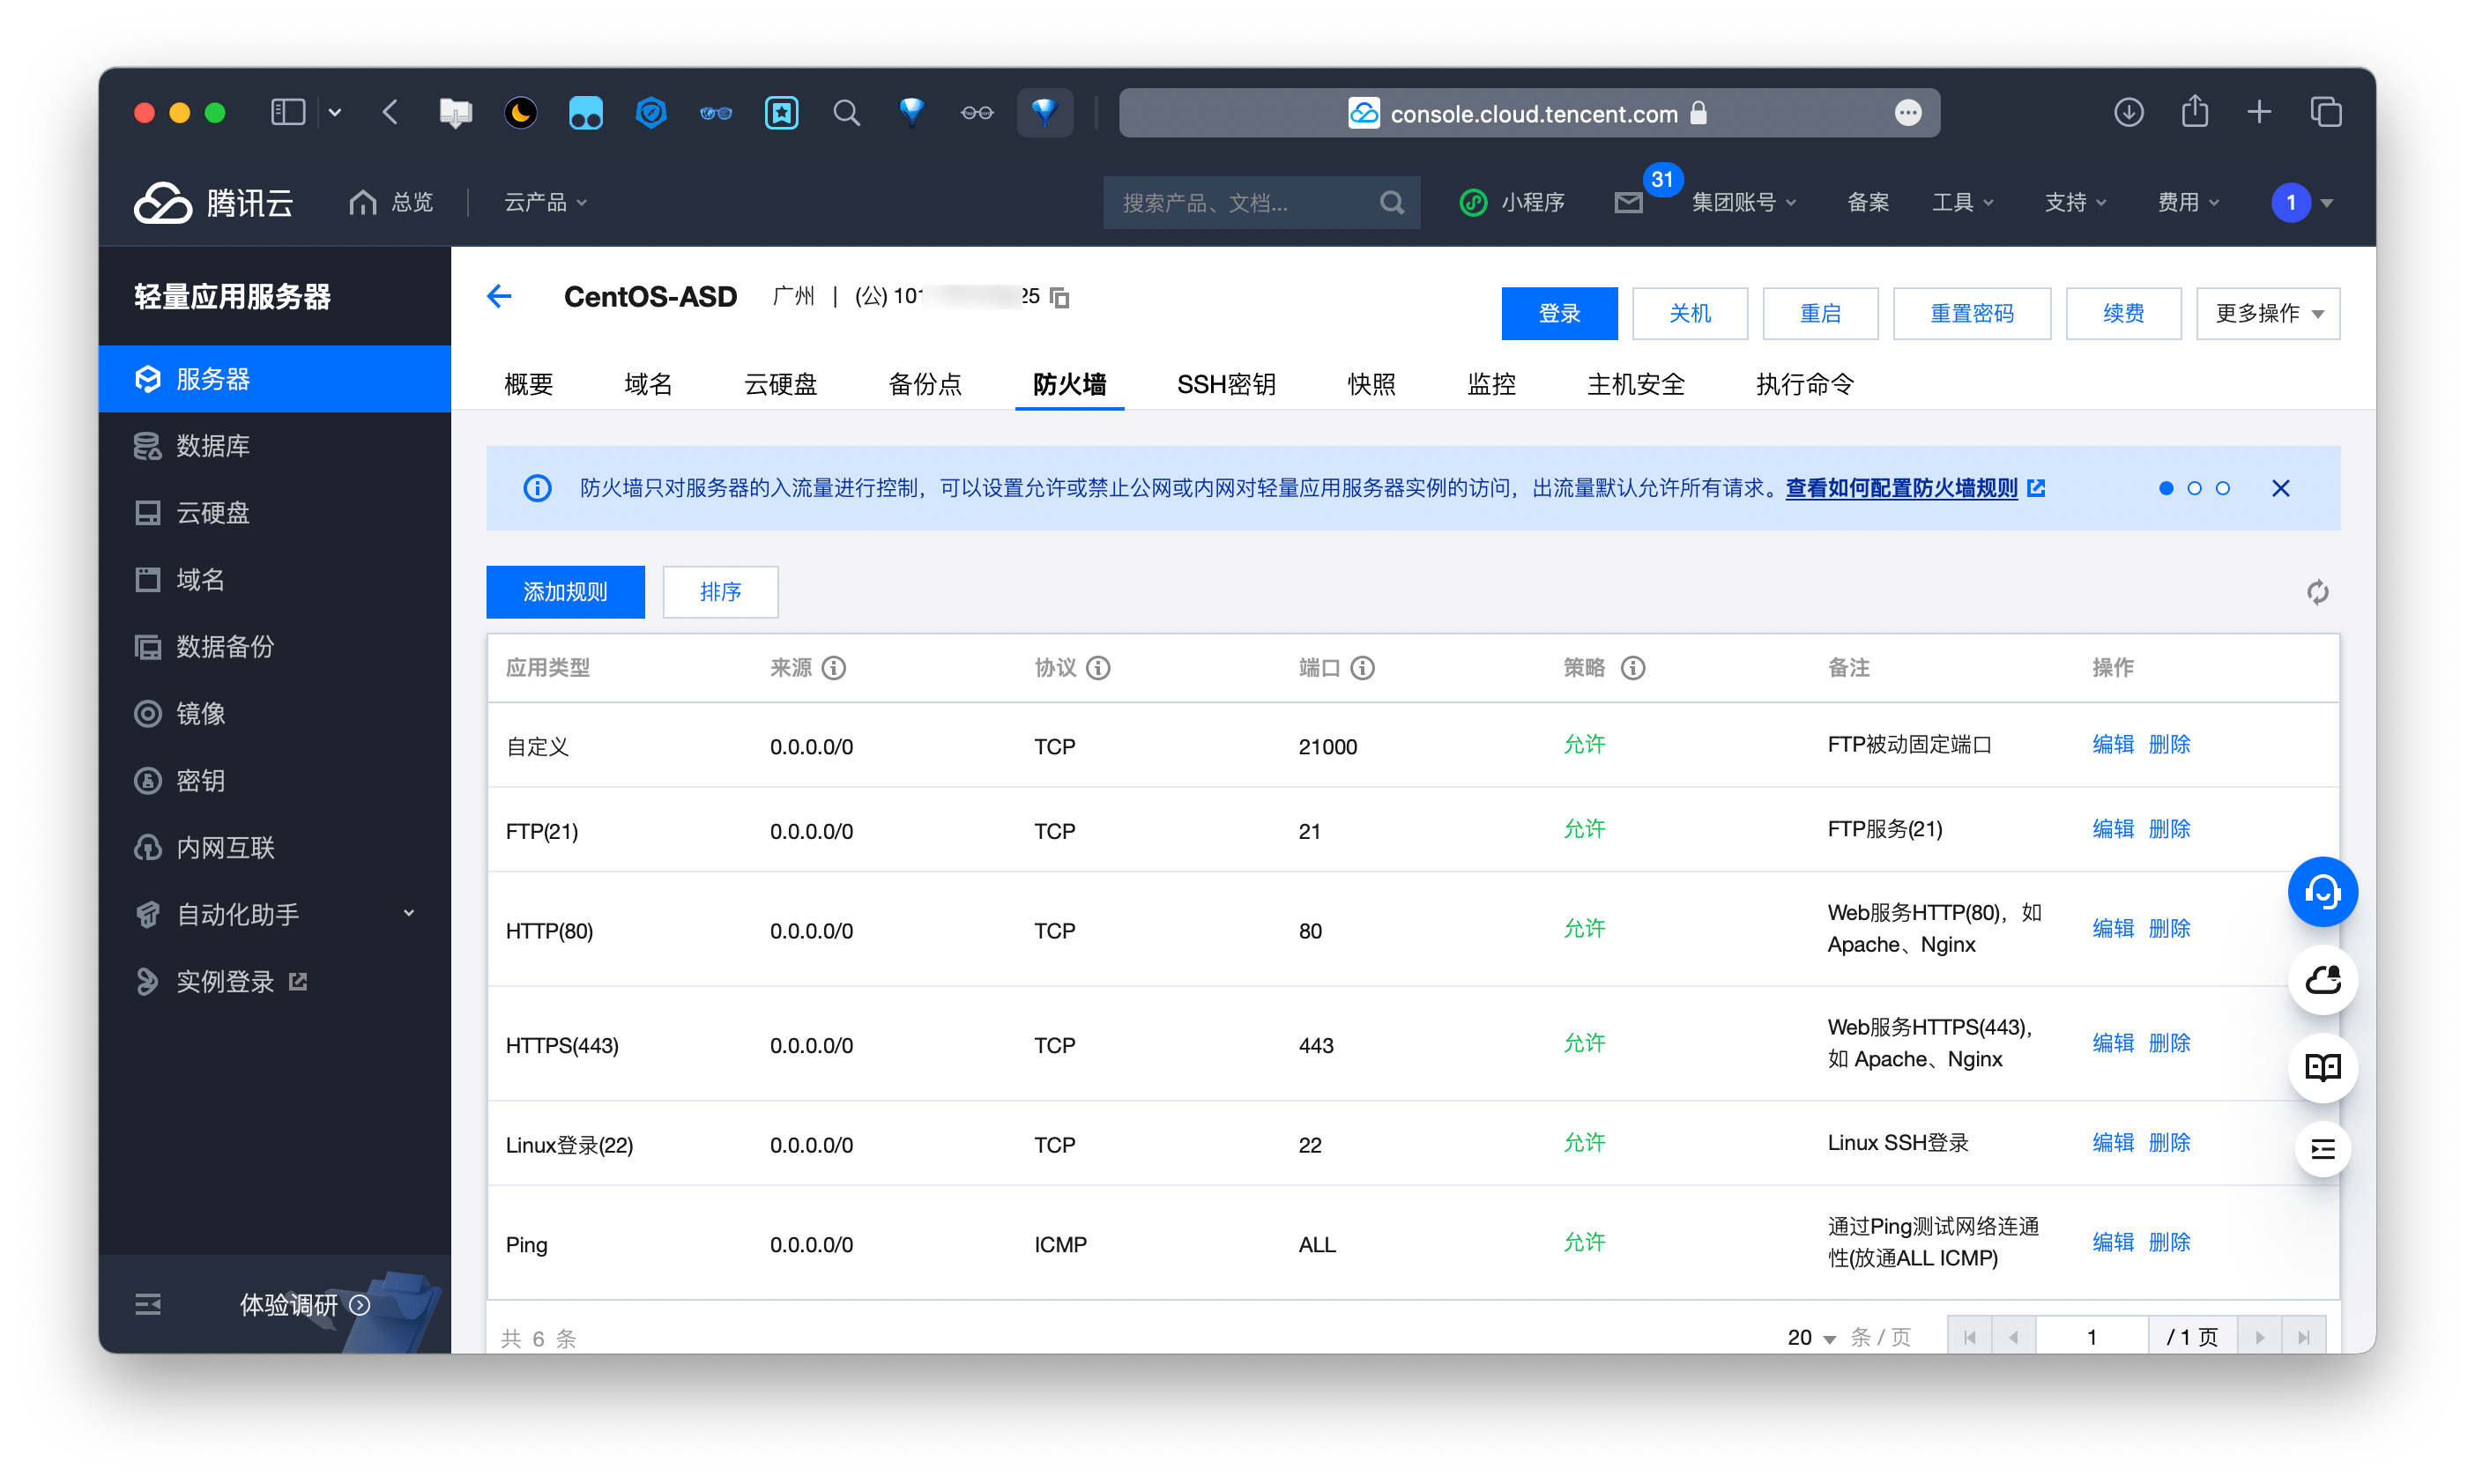 console.cloud.tencent.com
腾讯云 总览 云产品 搜索产品、文档... 小程序 31 集团账号 备案 工具 支持 费用 1
轻量应用服务器
服务器
数据库
云硬盘
域名
数据备份
镜像
密钥
内网互联
自动化助手
实例登录
体验调研
CentOS-ASD 广州 | (公) 101 25
登录 关机 重启 重置密码 续费 更多操作
概要 域名 云硬盘 备份点 防火墙 SSH密钥 快照 监控 主机安全 执行命令
防火墙只对服务器的入流量进行控制，可以设置允许或禁止公网或内网对轻量应用服务器实例的访问，出流量默认允许所有请求。查看如何配置防火墙规则
添加规则 排序
应用类型 来源 协议 端口 策略 备注 操作
自定义 0.0.0.0/0 TCP 21000 允许 FTP被动固定端口 编辑 删除
FTP(21) 0.0.0.0/0 TCP 21 允许 FTP服务(21) 编辑 删除
HTTP(80) 0.0.0.0/0 TCP 80 允许 Web服务HTTP(80)，如
Apache、Nginx 编辑 删除
HTTPS(443) 0.0.0.0/0 TCP 443 允许 Web服务HTTPS(443)，
如 Apache、Nginx 编辑 删除
Linux登录(22) 0.0.0.0/0 TCP 22 允许 Linux SSH登录 编辑 删除
Ping 0.0.0.0/0 ICMP ALL 允许 通过Ping测试网络连通
性(放通ALL ICMP) 编辑 删除
共 6 条 20 条 / 页 1 / 1 页